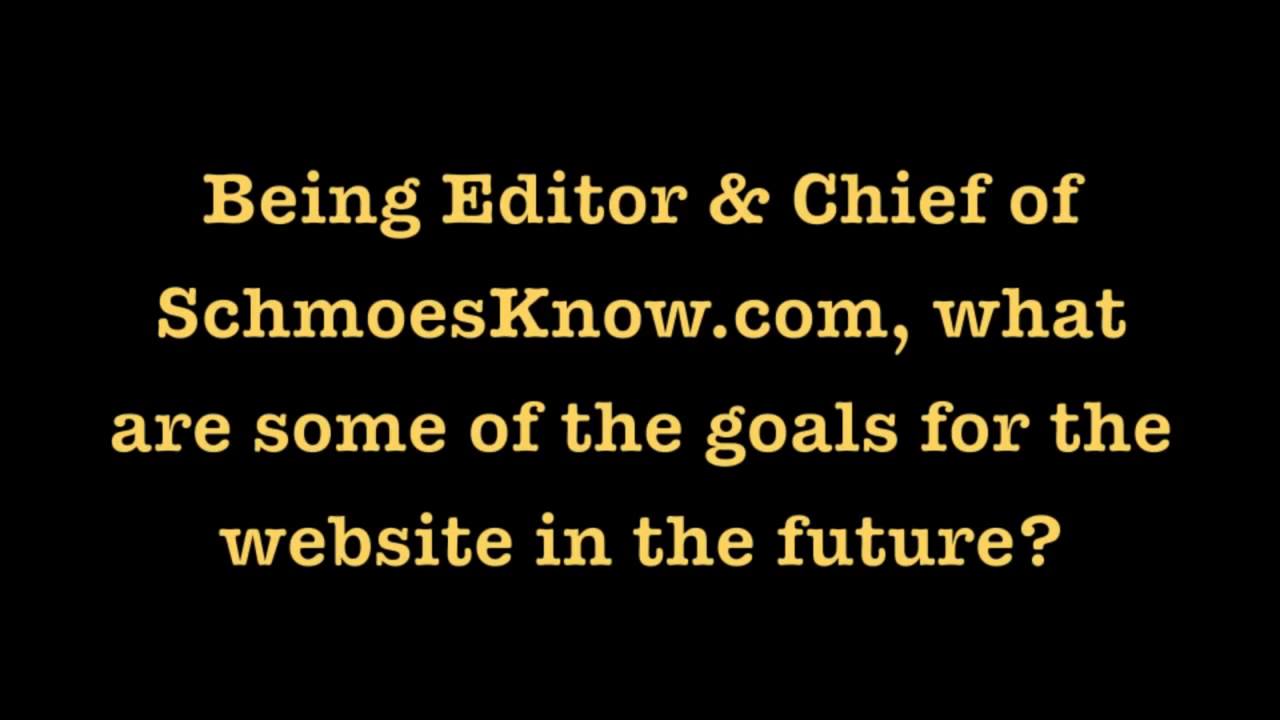 Being Editor & Chief of
SchmoesKnow.com, what
are some of the goals for the
website in the future?